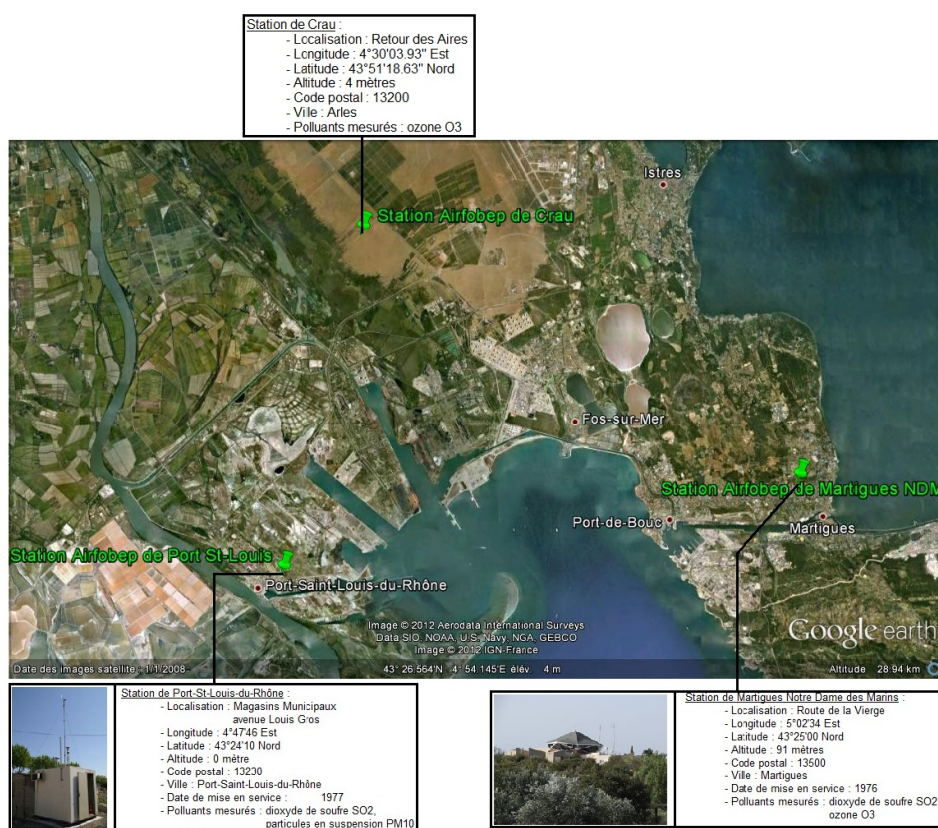 Station de Crau :
- Localisation : Retour des Aires
- Longitude : 4°30'03.93" Est
- Latitude : 43°51'18.63" Nord
- Altitude : 4 mètres
- Code postal : 13200
- Ville : Arles
- Polluants mesurés : ozone O3
Istres
Station Airfobep de Crau
Fos-sur-Mer
Station Airfobep de Martigues NDM
Port-de-Bouc
Martigues
Station Airfobep de Port St-Louis
Port-Saint-Louis-du-Rhône
Image © 2012 Aerodata International Surveys
Data SIO, NOAA, U.S. Navy, NGA, GEBCO
Image © 2012 IGN-France
Google earth
Date des images satellite : 1/1/2008
43° 26.564'N 4° 54.145'E élév. 4 m
Altitude 28.94 km
Station de Port-St-Louis-du-Rhône :
- Localisation : Magasins Municipaux
avenue Louis Gros
- Longitude : 4°47'46 Est
- Latitude : 43°24'10 Nord
- Altitude : 0 mètre
- Code postal : 13230
- Ville : Port-Saint-Louis-du-Rhône
- Date de mise en service : 1977
- Polluants mesurés : dioxyde de soufre SO2,
particules en suspension PM10
Station de Martigues Notre Dame des Marins :
- Localisation : Route de la Vierge
- Longitude : 5°02'34 Est
- Latitude : 43°25'00 Nord
- Altitude : 91 mètres
- Code postal : 13500
- Ville : Martigues
- Date de mise en service : 1976
- Polluants mesurés : dioxyde de soufre SO2
ozone O3